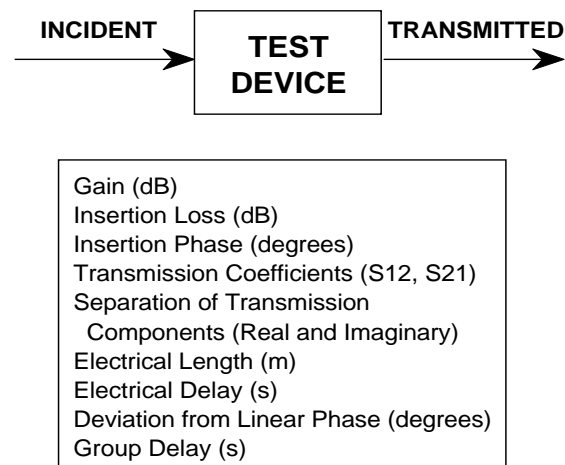 INCIDENT
TEST
DEVICE
TRANSMITTED
Gain (dB)
Insertion Loss (dB)
Insertion Phase (degrees)
Transmission Coefficients (S12, S21)
Separation of Transmission
Components (Real and Imaginary)
Electrical Length (m)
Electrical Delay (s)
Deviation from Linear Phase (degrees)
Group Delay (s)